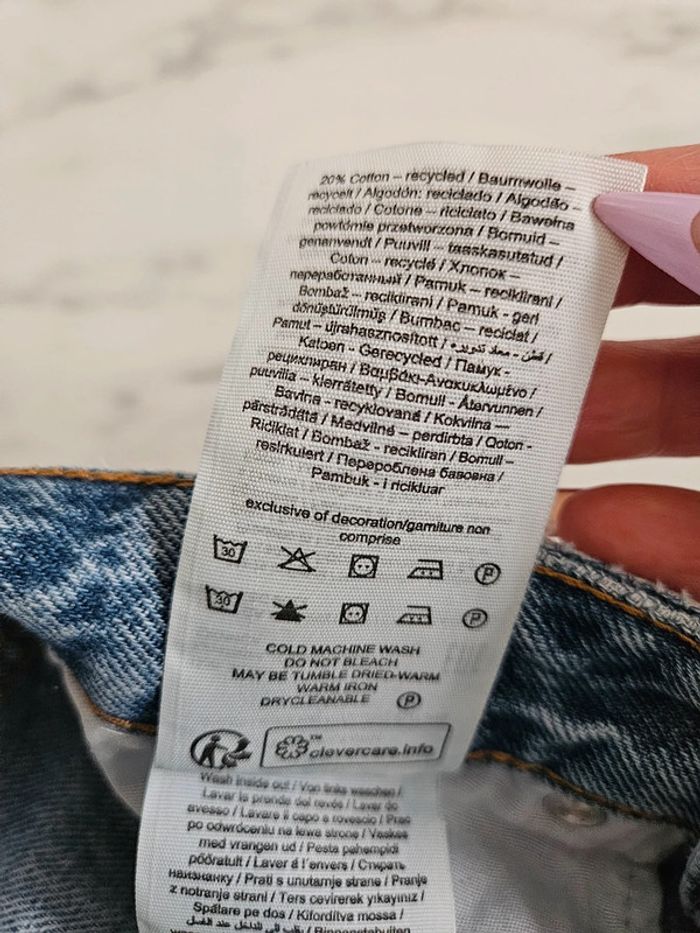 20% Cotton – recycled / Baumwolle –
recycelt / Algodón: reciclado / Algodão –
reciclado / Cotone – riciclato / Bawełna
powtórnie przetworzona / Bomuld –
genanvendt / Puuvill – taaskasutatud /
Coton – recyclé / Хлопок –
переработанный / Pamuk – reciklirani /
Bombaž – reciklirani / Pamuk - geri
dönüştürülmüş / Bumbac – reciclat /
Pamut – újrahasznosított / قطن - معاد تدويره /
Katoen - Gerecycled / Памук -
рециклиран / Βαμβάκι-Ανακυκλωμένο /
puuvilla – kierrätetty / Bomull - Återvunnen /
Bavlna - recyklovaná / Kokvilna —
pārstrādātā / Medvilnė – perdirbta / Qoton -
Ridiklat / Bombaž - recikliran / Bomull –
resirkulert / Перероблена бавовна /
Pambuk - i ricikluar
exclusive of decoration/garniture non
comprise
30 P
30 P
COLD MACHINE WASH
DO NOT BLEACH
MAY BE TUMBLE DRIED-WARM
WARM IRON
DRYCLEANABLE P
clevercare.info ™
Wash inside out / Von links waschen /
Lavar la prenda del revés / Lavar do
avesso / Lavare il capo a rovescio / Prać
po odwróceniu na lewą stronę / Vaskes
med vrangen ud / Pesta pahempidi
pööratult / Laver à l'envers / Стирать
наизнанку / Prati s unutarnje strane / Pranje
z notranje strani / Ters çevirerek yıkayınız /
Spălare pe dos / Kifordítva mossa /